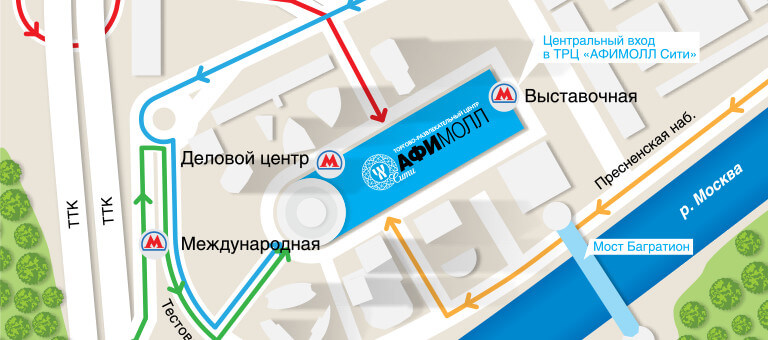 Центральный вход
в ТРЦ «АФИМОЛЛ Сити»
М
Выставочная
ТОРГОВО-РАЗВЛЕКАТЕЛЬНЫЙ ЦЕНТР
АФИМОЛЛ
Сити
Деловой центр
М
Пресненская наб.
р. Москва
ТТК
ТТК
М
Международная
Мост Багратион
Тестов